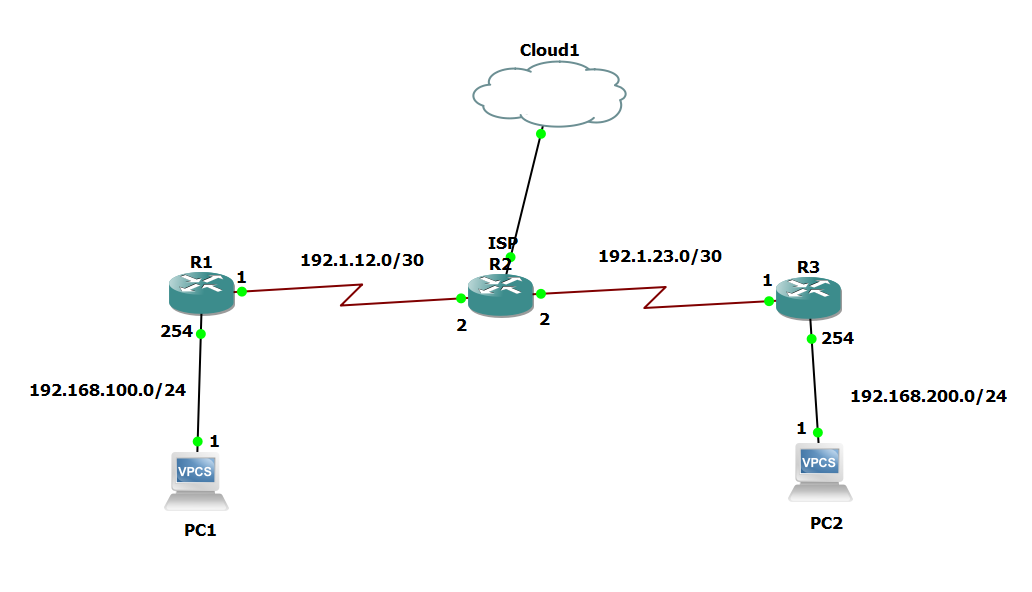 Cloud1
ISP
R2
192.1.12.0/30
192.1.23.0/30
R1
1
R3
1
2
2
254
254
192.168.100.0/24
192.168.200.0/24
1
1
VPCS
VPCS
PC1
PC2